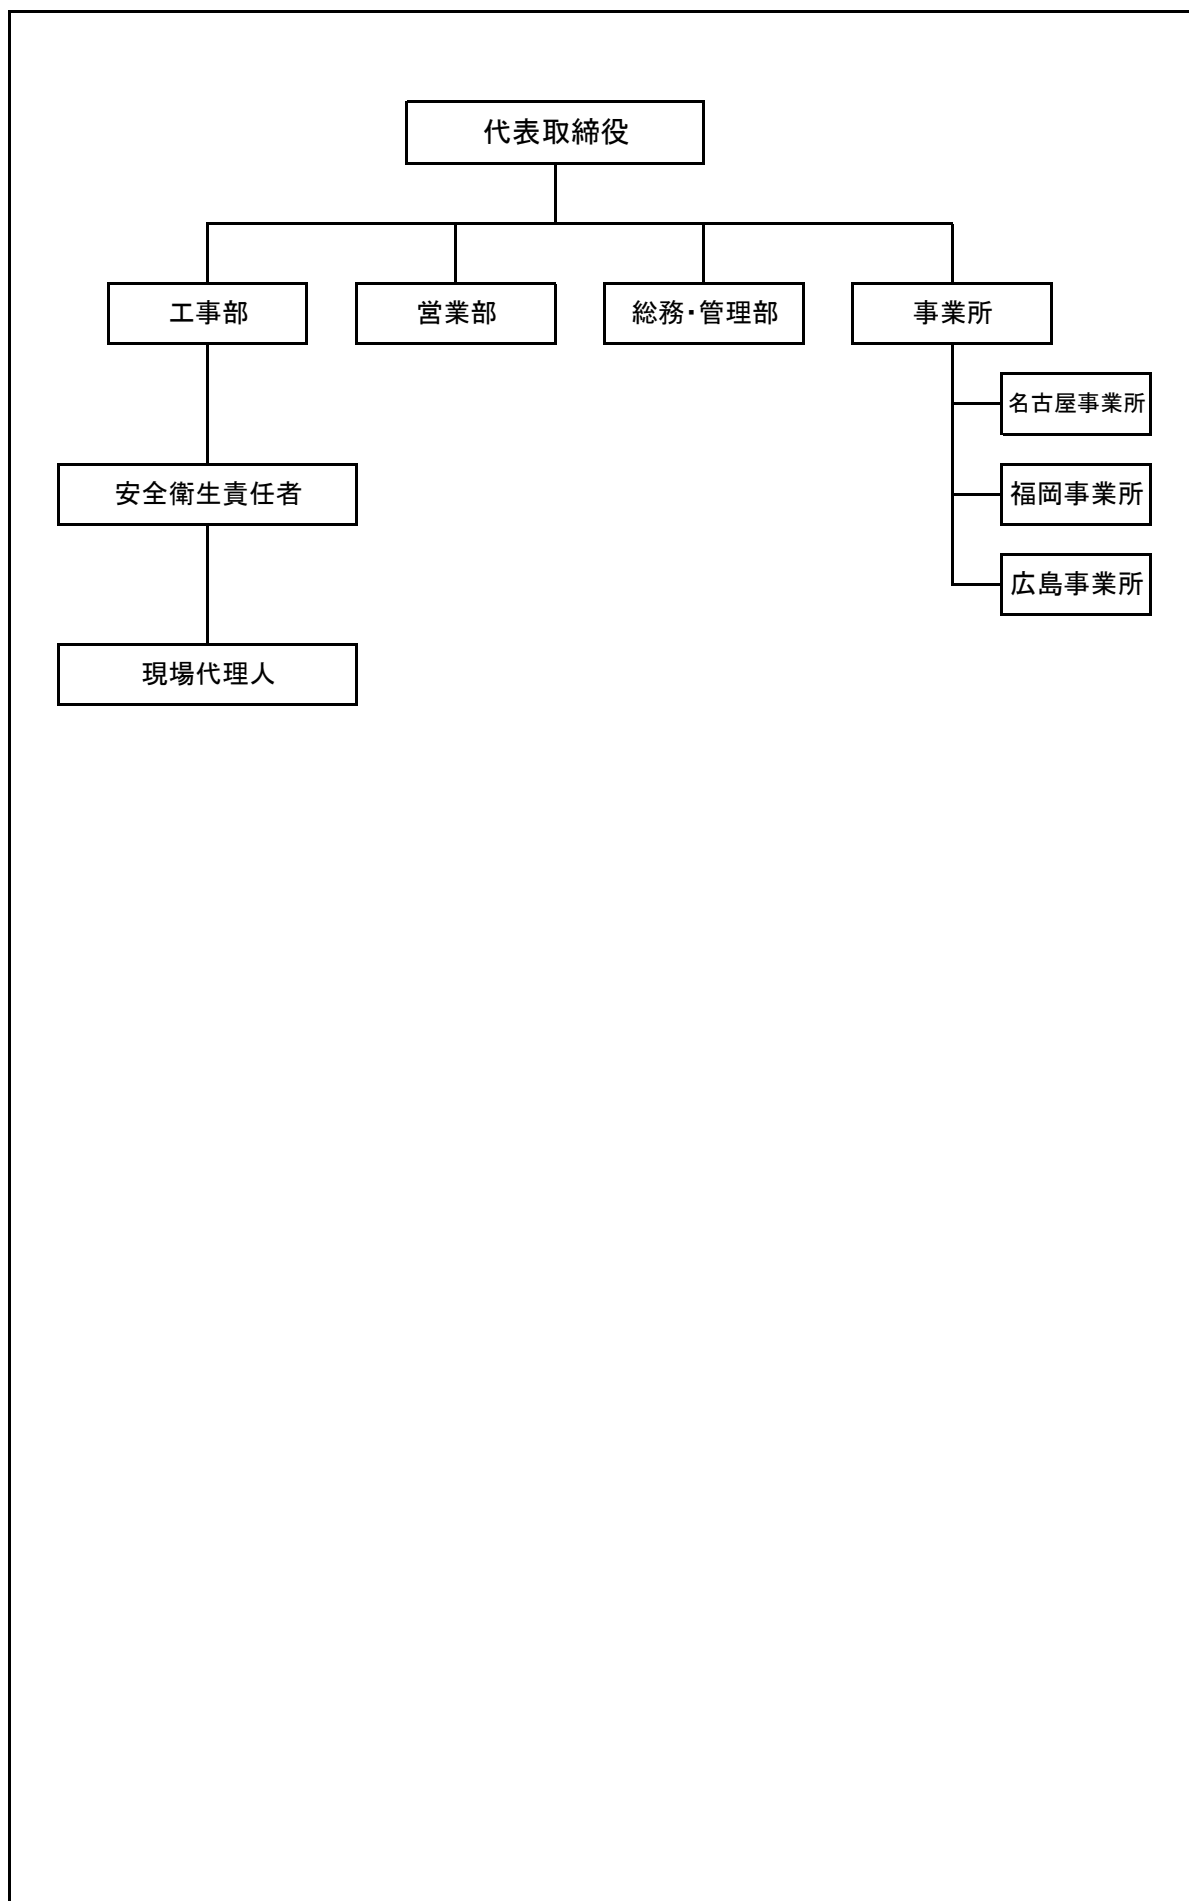 代表取締役
工事部
営業部
総務・管理部
事業所
名古屋事業所
安全衛生責任者
福岡事業所
広島事業所
現場代理人